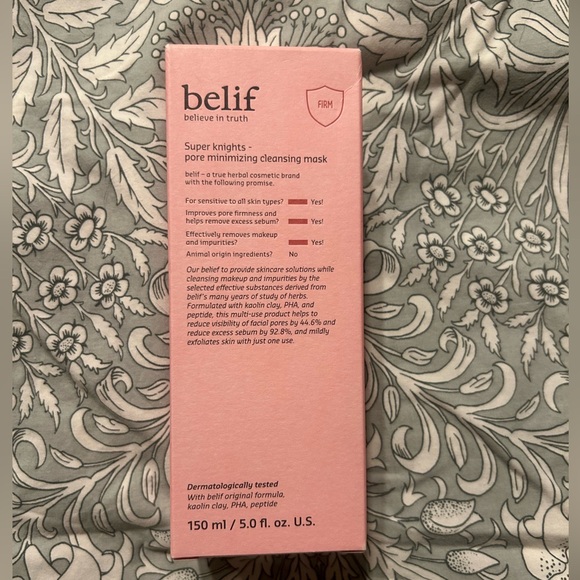 belif
believe in truth
FIRM
Super knights -
pore minimizing cleansing mask
belif - a true herbal cosmetic brand
with the following promise.
For sensitive to all skin types? Yes!
Improves pore firmness and
helps remove excess sebum? Yes!
Effectively removes makeup
and impurities? Yes!
Animal origin ingredients? No
Our belief to provide skincare solutions while
cleansing makeup and impurities by the
selected effective substances derived from
belif's many years of study of herbs.
Formulated with kaolin clay, PHA, and
peptide, this multi-use product helps to
reduce visibility of facial pores by 44.6% and
reduce excess sebum by 92.8%, and mildly
exfoliates skin with just one use.
Dermatologically tested
With belif original formula,
kaolin clay, PHA, peptide
150 ml / 5.0 fl. oz. U.S.